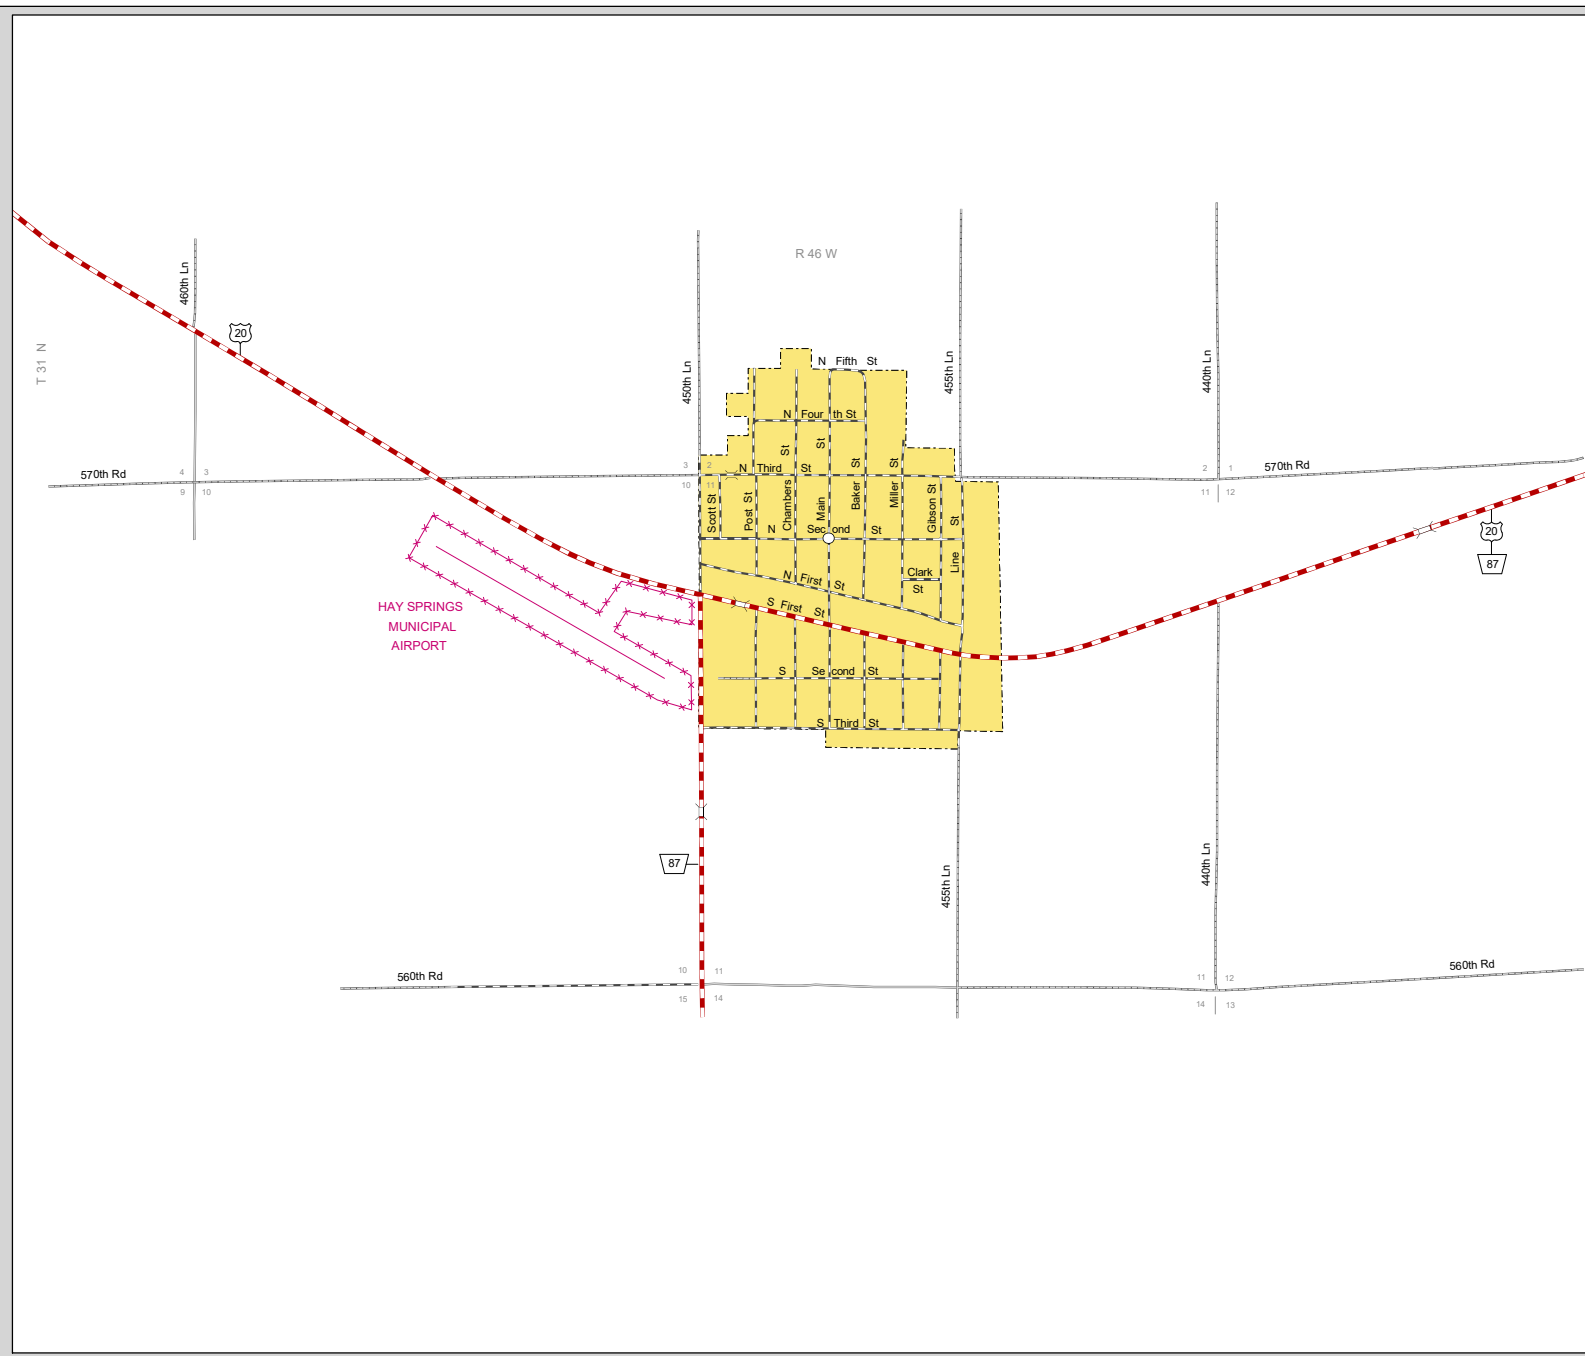 R 46 W
T 31 N
460th Ln
20
450th Ln
455th Ln
440th Ln
N Fifth St
N Four th St
N Third St
570th Rd
570th Rd
4 3
9 10
3 2
10 11
2 1
11 12
Scott St
Post St
Chambers St
Main St
Baker St
Miller St
Gibson St
Line St
N Sec ond St
N First St
Clark
St
S First St
S Se cond St
S Third St
HAY SPRINGS
MUNICIPAL
AIRPORT
20
87
87
455th Ln
440th Ln
560th Rd
560th Rd
10 11
15 14
11 12
14 13